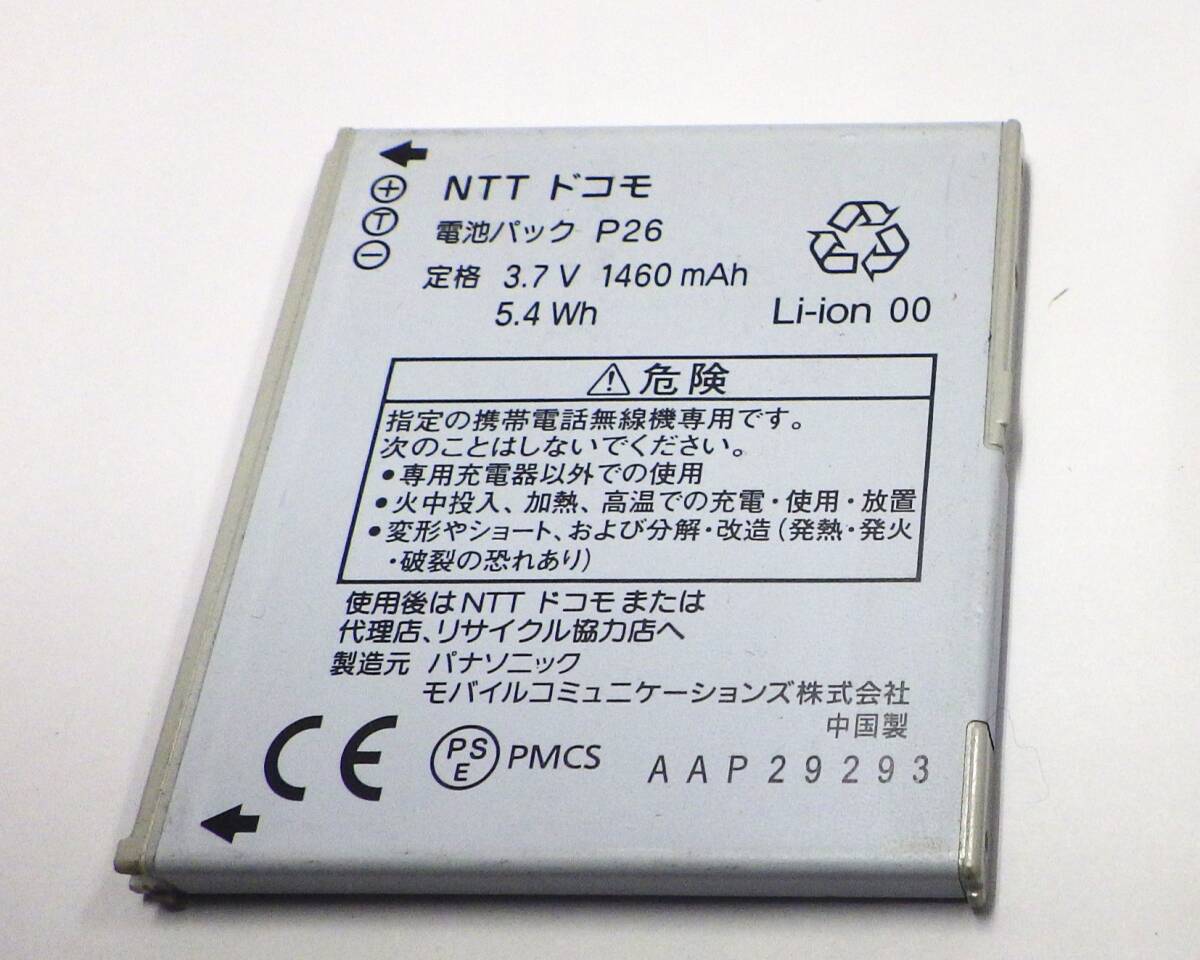 NTT ドコモ
電池パック P26
定格 3.7 V 1460 mAh
5.4 Wh
Li-ion 00
+
T
−
⚠危険
指定の携帯電話無線機専用です。
次のことはしないでください。
●専用充電器以外での使用
●火中投入、加熱、高温での充電・使用・放置
●変形やショート、および分解・改造(発熱・発火
・破裂の恐れあり)
使用後はNTT ドコモまたは
代理店、リサイクル協力店へ
製造元 パナソニック
モバイルコミュニケーションズ株式会社
中国製
CE PSE PMCS AAP29293